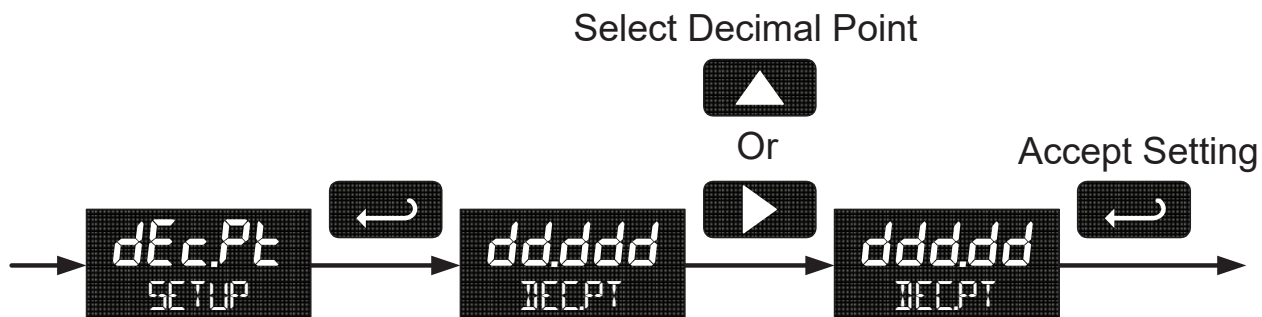 Select Decimal Point
Or
Accept Setting
dEc.Pt
SETUP
dd.ddd
DEC.PT
ddd.dd
DEC.PT